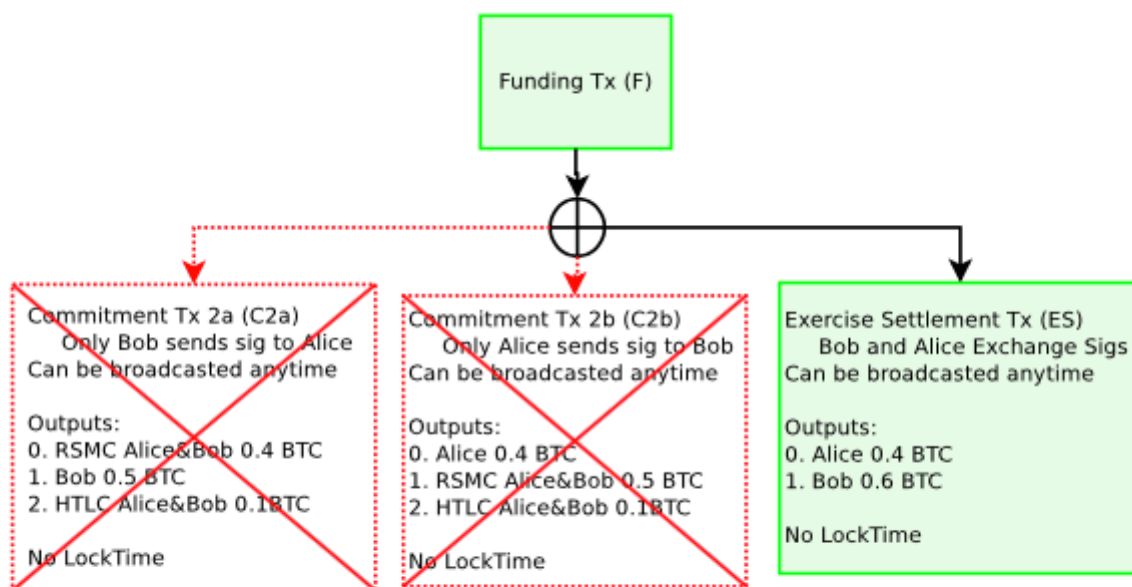 Funding Tx (F)
Commitment Tx 2a (C2a)
Only Bob sends sig to Alice
Can be broadcasted anytime
Outputs:
0. RSMC Alice&Bob 0.4 BTC
1. Bob 0.5 BTC
2. HTLC Alice&Bob 0.1BTC
No LockTime
Commitment Tx 2b (C2b)
Only Alice sends sig to Bob
Can be broadcasted anytime
Outputs:
0. Alice 0.4 BTC
1. RSMC Alice&Bob 0.5 BTC
2. HTLC Alice&Bob 0.1BTC
No LockTime
Exercise Settlement Tx (ES)
Bob and Alice Exchange Sigs
Can be broadcasted anytime
Outputs:
0. Alice 0.4 BTC
1. Bob 0.6 BTC
No LockTime